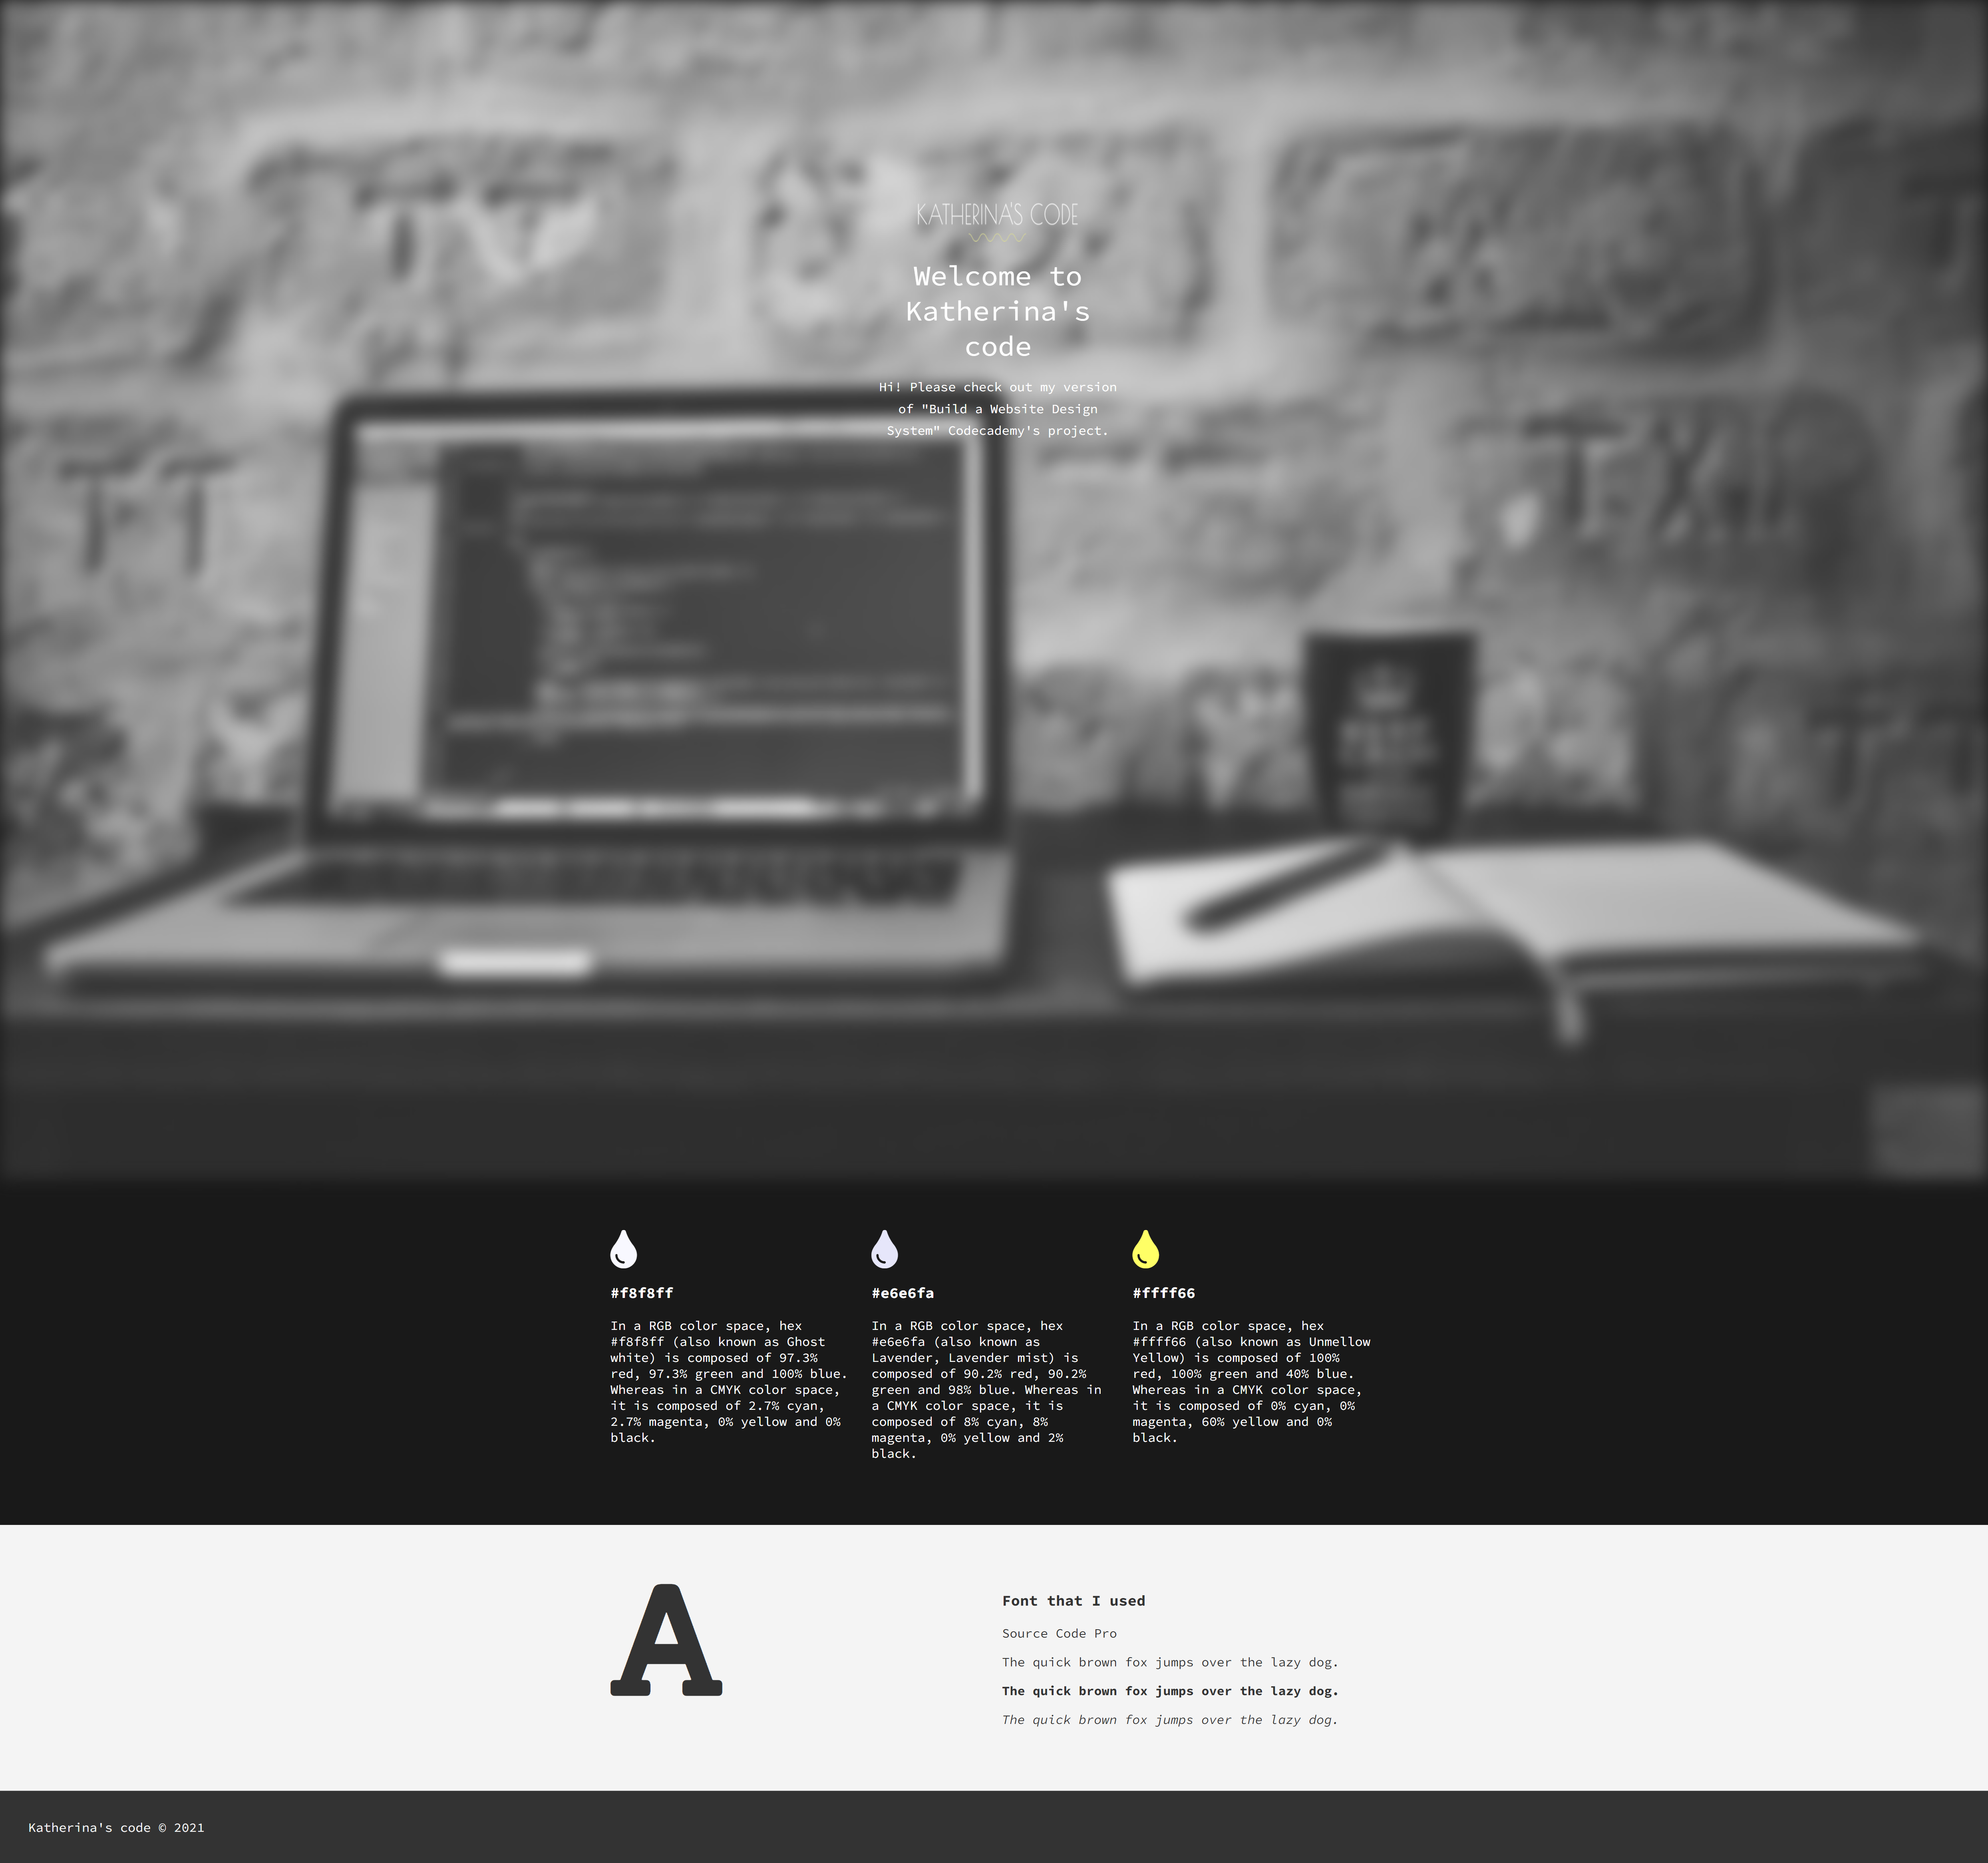 KATHERINA'S CODE
Welcome to
Katherina's
code
Hi! Please check out my version
of "Build a Website Design
System" Codecademy's project.
#f8f8ff
In a RGB color space, hex
#f8f8ff (also known as Ghost
white) is composed of 97.3%
red, 97.3% green and 100% blue.
Whereas in a CMYK color space,
it is composed of 2.7% cyan,
2.7% magenta, 0% yellow and 0%
black.
#e6e6fa
In a RGB color space, hex
#e6e6fa (also known as
Lavender, Lavender mist) is
composed of 90.2% red, 90.2%
green and 98% blue. Whereas in
a CMYK color space, it is
composed of 8% cyan, 8%
magenta, 0% yellow and 2%
black.
#ffff66
In a RGB color space, hex
#ffff66 (also known as Unmellow
Yellow) is composed of 100%
red, 100% green and 40% blue.
Whereas in a CMYK color space,
it is composed of 0% cyan, 0%
magenta, 60% yellow and 0%
black.
A
Font that I used
Source Code Pro
The quick brown fox jumps over the lazy dog.
The quick brown fox jumps over the lazy dog.
The quick brown fox jumps over the lazy dog.
Katherina's code © 2021